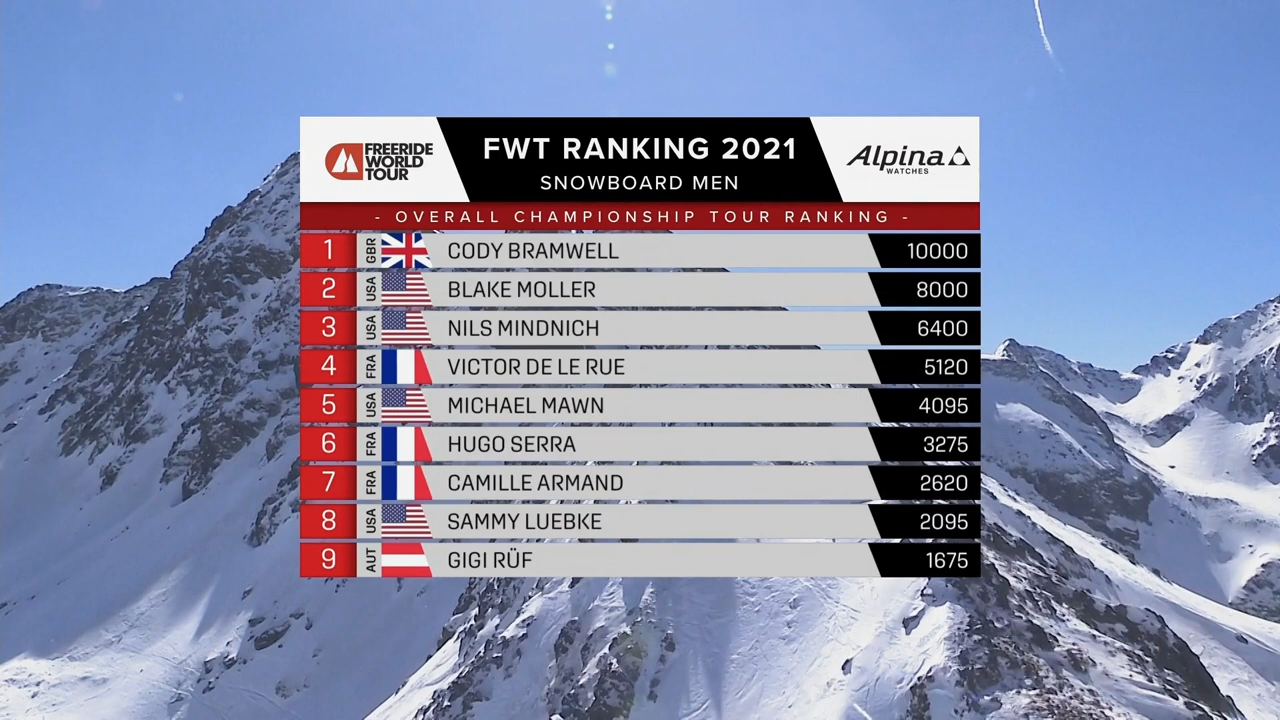 FREERIDE
WORLD
TOUR
FWT RANKING 2021
SNOWBOARD MEN
Alpina
WATCHES
- OVERALL CHAMPIONSHIP TOUR RANKING -
1 GBR CODY BRAMWELL 10000
2 USA BLAKE MOLLER 8000
3 USA NILS MINDNICH 6400
4 FRA VICTOR DE LE RUE 5120
5 USA MICHAEL MAWN 4095
6 FRA HUGO SERRA 3275
7 FRA CAMILLE ARMAND 2620
8 USA SAMMY LUEBKE 2095
9 AUT GIGI RÜF 1675